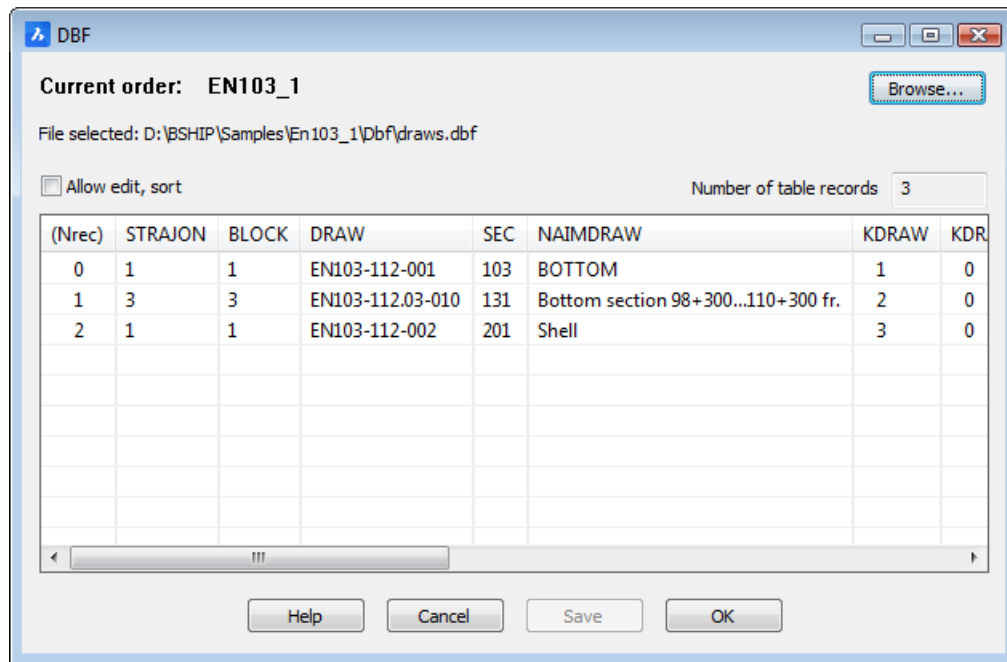 DBF
Current order: EN103_1 Browse...
File selected: D:\BSHIP\Samples\En103_1\Dbf\draws.dbf
Allow edit, sort Number of table records 3
(Nrec) STRAJON BLOCK DRAW SEC NAIMDRAW KDRAW KDR
0 1 1 EN103-112-001 103 BOTTOM 1 0
1 3 3 EN103-112.03-010 131 Bottom section 98+300...110+300 fr. 2 0
2 1 1 EN103-112-002 201 Shell 3 0
Help Cancel Save OK